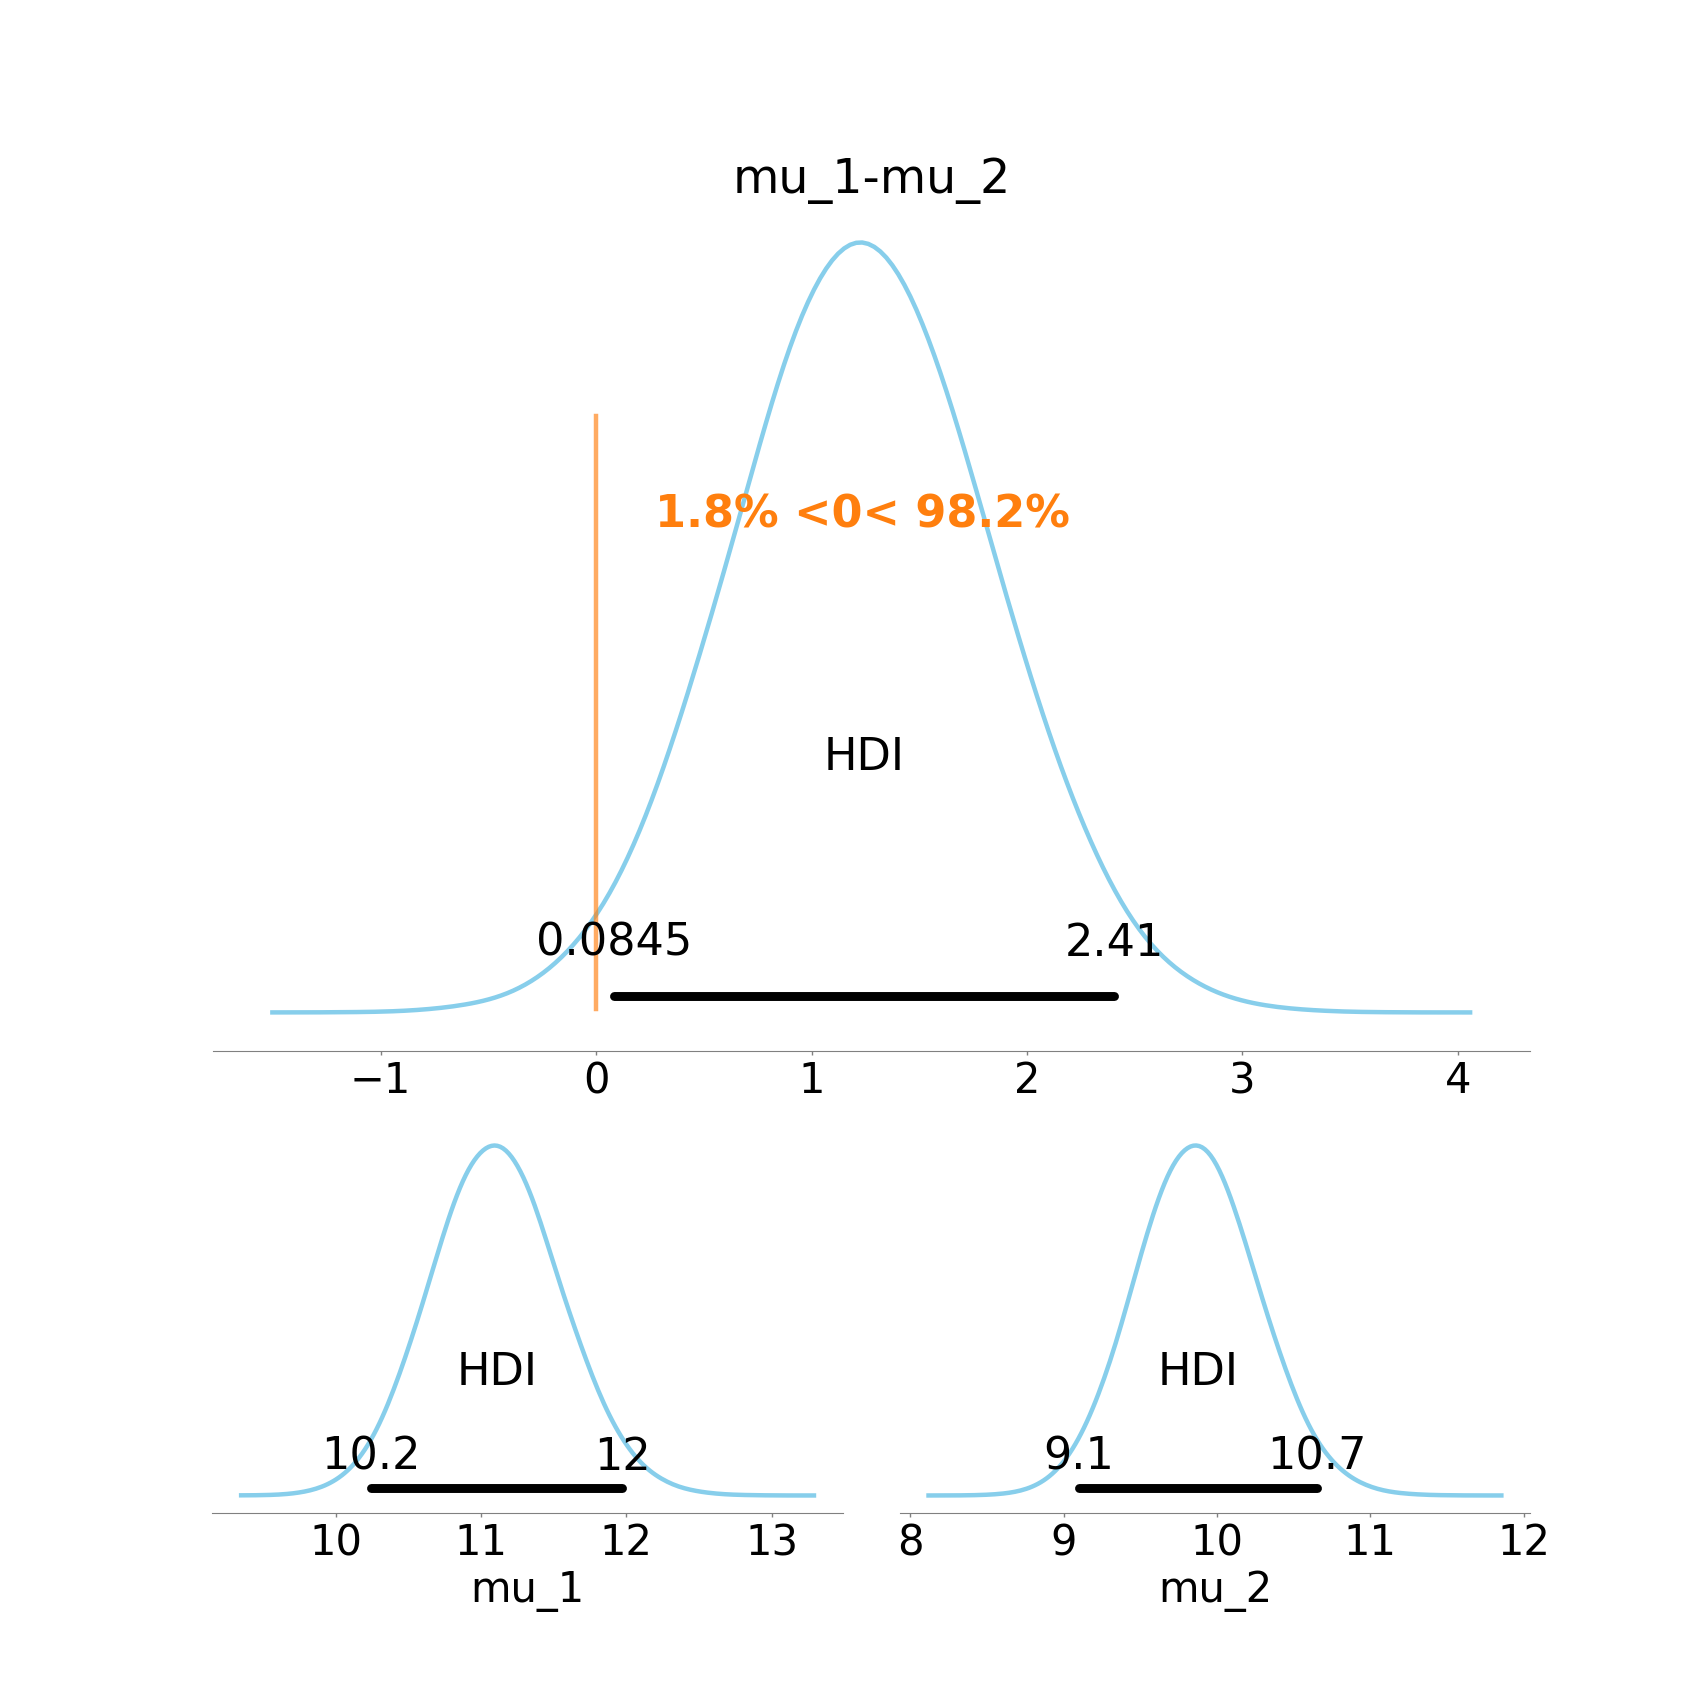 mu_1-mu_2
1.8% <0< 98.2%
HDI
0.0845 2.41
−1 0 1 2 3 4
HDI
10.2 12
10 11 12 13
mu_1
HDI
9.1 10.7
8 9 10 11 12
mu_2